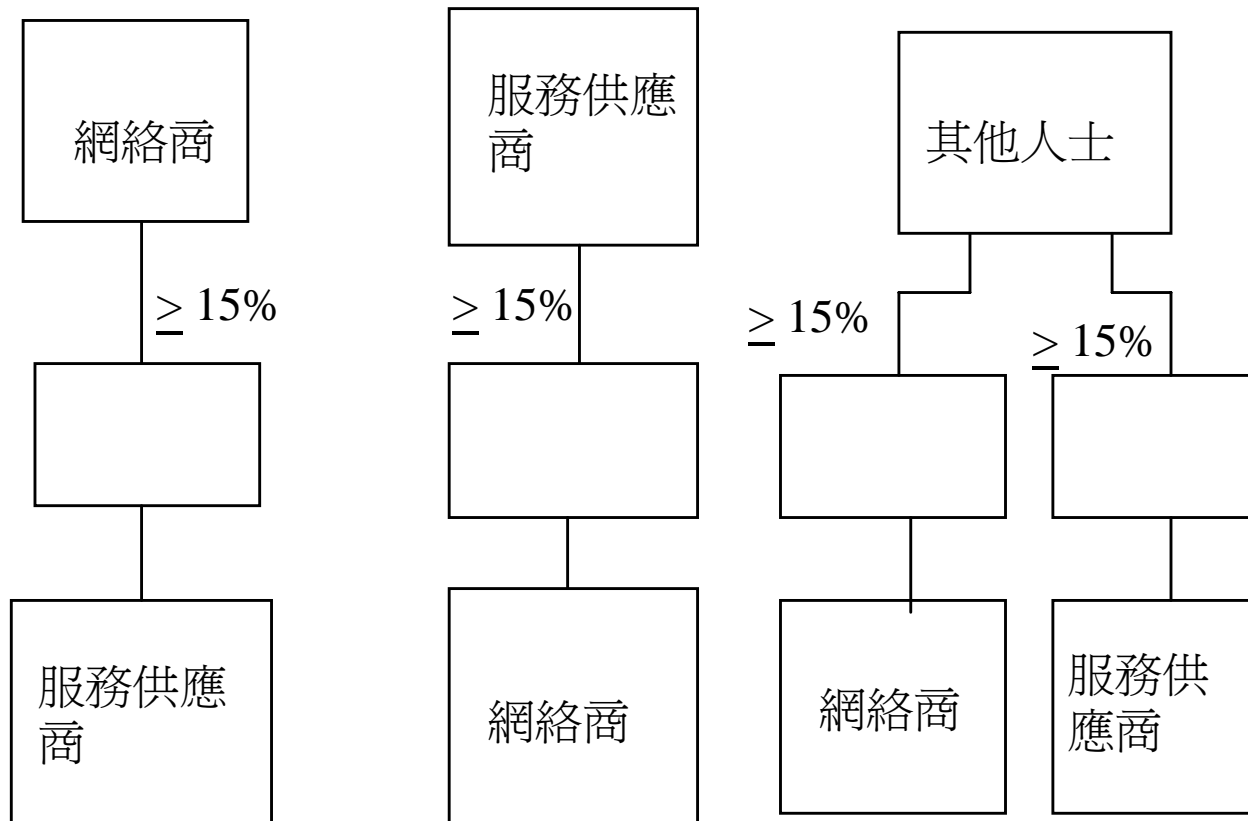 網絡商
服務供應
商
其他人士
≥ 15%
≥ 15%
≥ 15%
≥ 15%
服務供應
商
網絡商
網絡商
服務供
應商